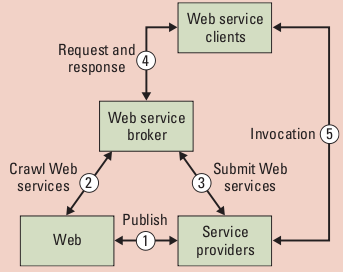 Web service
clients
Request and
response
4
Web service
broker
Invocation
5
Crawl Web
services
2
3
Submit Web
services
Publish
1
Web
Service
providers